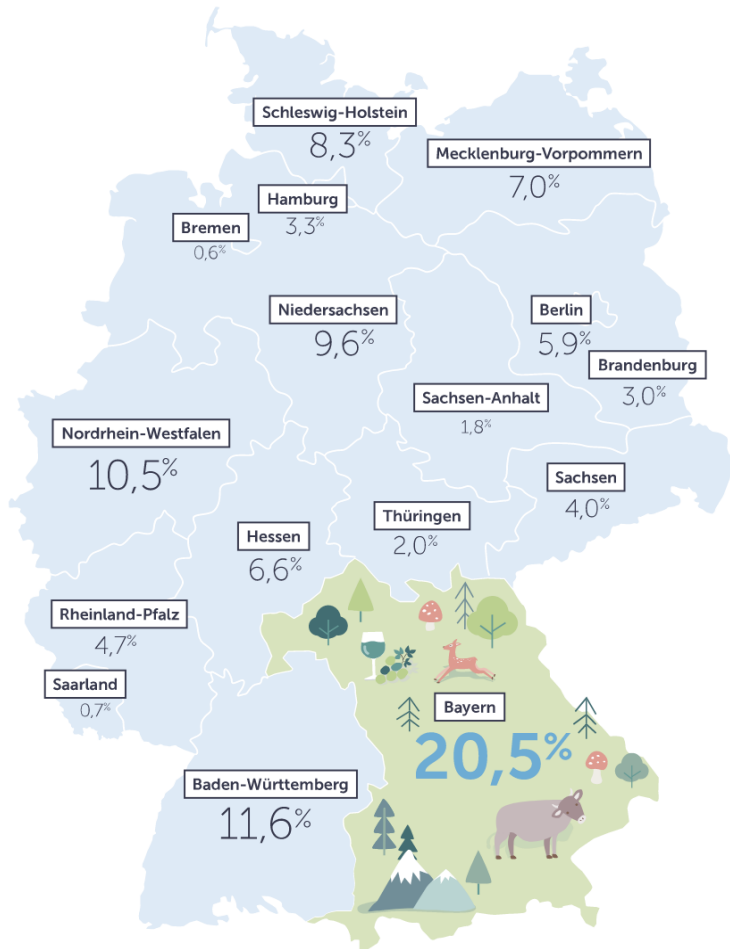 Schleswig-Holstein
8,3%
Mecklenburg-Vorpommern
7,0%
Hamburg
3,3%
Bremen
0,6%
Niedersachsen
9,6%
Berlin
5,9%
Brandenburg
3,0%
Sachsen-Anhalt
1,8%
Nordrhein-Westfalen
10,5%
Sachsen
4,0%
Thüringen
2,0%
Hessen
6,6%
Rheinland-Pfalz
4,7%
Saarland
0,7%
Bayern
20,5%
Baden-Württemberg
11,6%